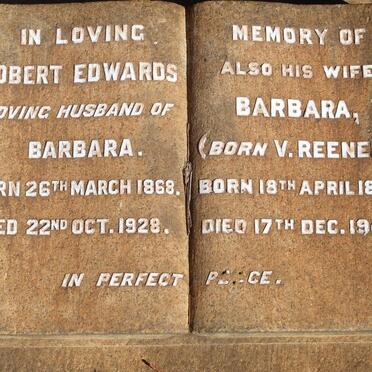 IN LOVING
OBERT EDWARDS
OVING HUSBAND OF
BARBARA.
RN 26TH MARCH 1868.
ED 22ND OCT. 1928.
MEMORY OF
ALSO HIS WIFE
BARBARA,
(BORN V. REENE
BORN 18TH APRIL 18
DIED 17TH DEC. 19
IN PERFECT PEACE.